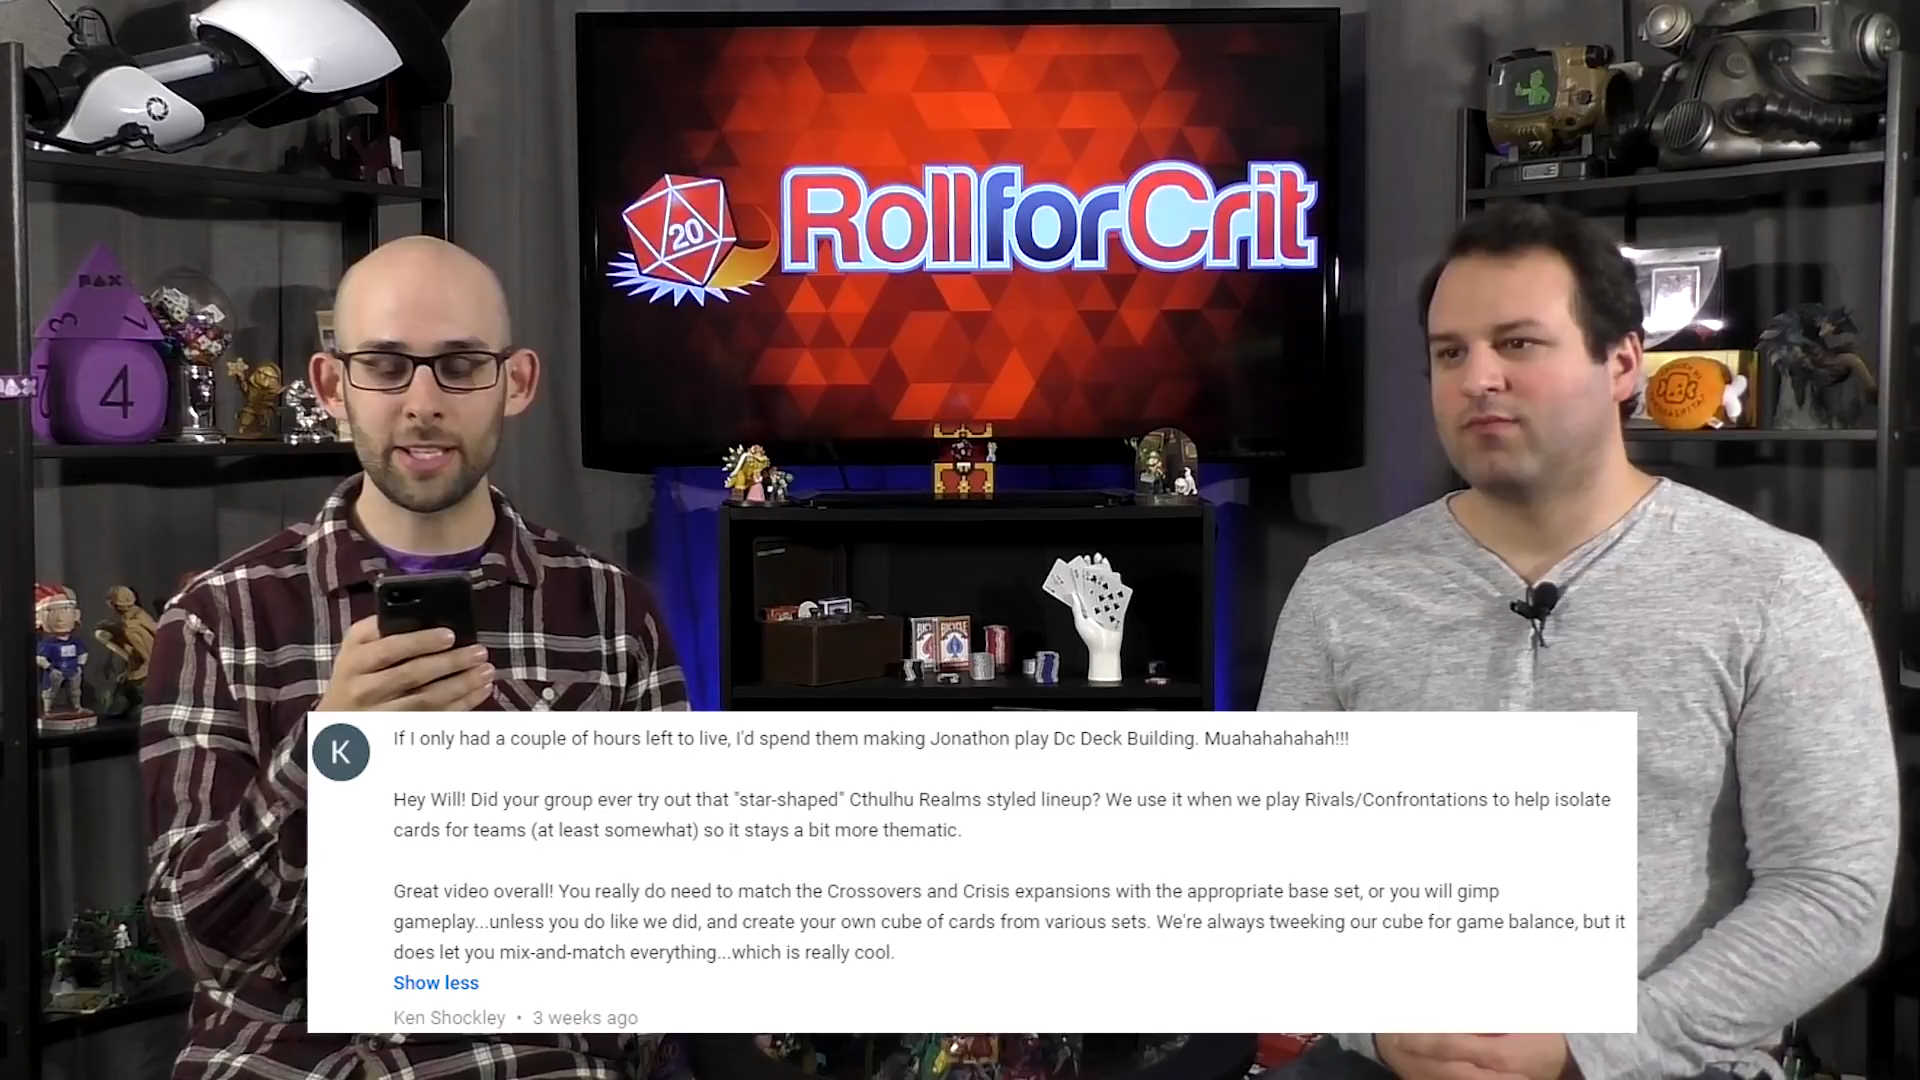 PAX
3
4
PAX
20
RollforCrit
BICYCLE
K
If I only had a couple of hours left to live, I'd spend them making Jonathon play Dc Deck Building. Muahahahahah!!!
Hey Will! Did your group ever try out that "star-shaped" Cthulhu Realms styled lineup? We use it when we play Rivals/Confrontations to help isolate
cards for teams (at least somewhat) so it stays a bit more thematic.
Great video overall! You really do need to match the Crossovers and Crisis expansions with the appropriate base set, or you will gimp
gameplay...unless you do like we did, and create your own cube of cards from various sets. We're always tweeking our cube for game balance, but it
does let you mix-and-match everything...which is really cool.
Show less
Ken Shockley • 3 weeks ago